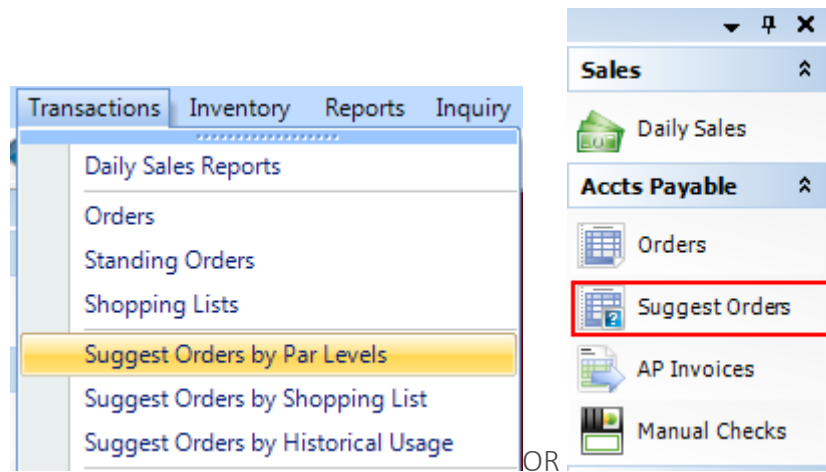 Transactions Inventory Reports Inquiry
Daily Sales Reports
Orders
Standing Orders
Shopping Lists
Suggest Orders by Par Levels
Suggest Orders by Shopping List
Suggest Orders by Historical Usage
OR
Sales
Daily Sales
Accts Payable
Orders
Suggest Orders
AP Invoices
Manual Checks